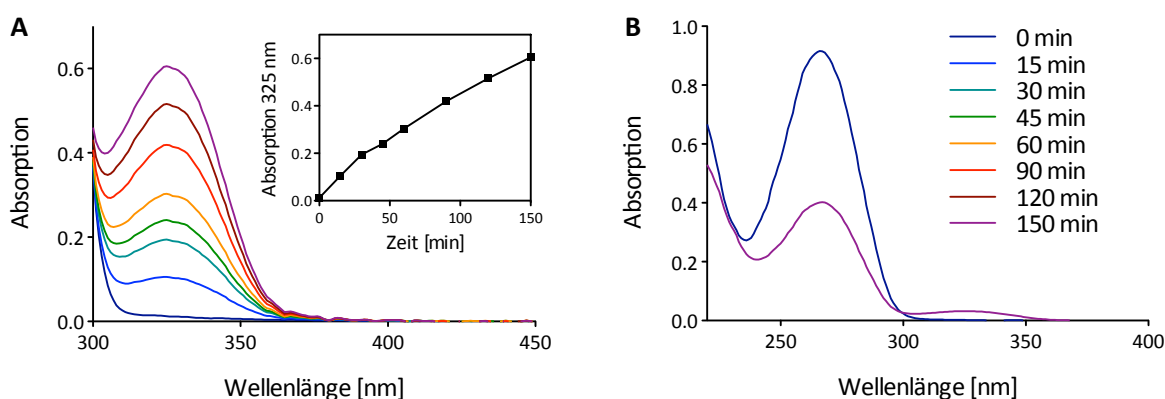 A
Absorption
0.6
0.4
0.2
0.0
300
350
400
450
Wellenlänge [nm]
Absorption 325 nm
0.6
0.4
0.2
0.0
0
50
100
150
Zeit [min]
B
Absorption
1.0
0.8
0.6
0.4
0.2
0.0
250
300
350
400
Wellenlänge [nm]
0 min
15 min
30 min
45 min
60 min
90 min
120 min
150 min